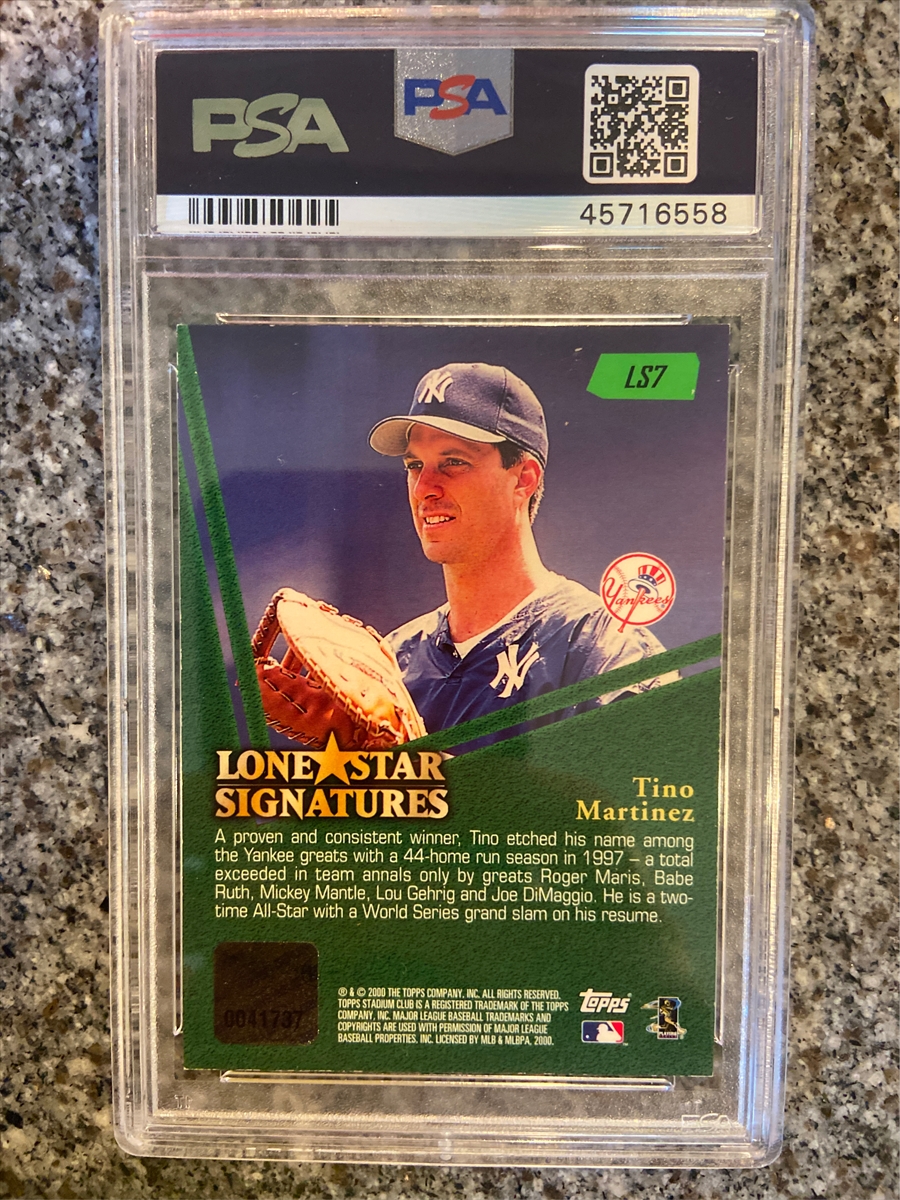 PSA
PSA
45716558
LS7
NY
Yankees
NY
LONE STAR
SIGNATURES
Tino
Martinez
A proven and consistent winner, Tino etched his name among
the Yankee greats with a 44-home run season in 1997 – a total
exceeded in team annals only by greats Roger Maris, Babe
Ruth, Mickey Mantle, Lou Gehrig and Joe DiMaggio. He is a two-
time All-Star with a World Series grand slam on his resume.
0041737
® & © 2000 THE TOPPS COMPANY, INC. ALL RIGHTS RESERVED.
TOPPS STADIUM CLUB IS A REGISTERED TRADEMARK OF THE TOPPS
COMPANY, INC. MAJOR LEAGUE BASEBALL TRADEMARKS AND
COPYRIGHTS ARE USED WITH PERMISSION OF MAJOR LEAGUE
BASEBALL PROPERTIES, INC. LICENSED BY MLB & MLBPA, 2000.
topps